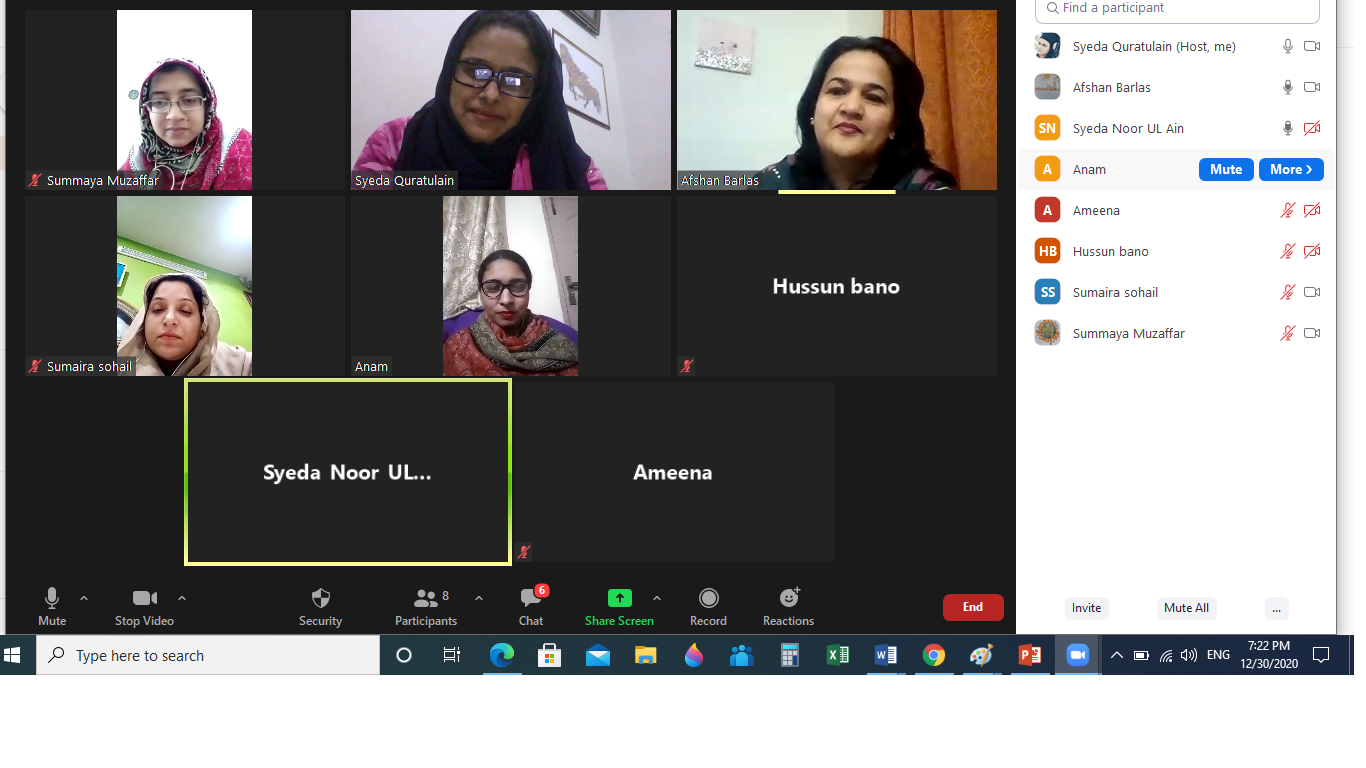 Summaya Muzaffar
Syeda Quratulain
Afshan Barlas
Sumaira sohail
Anam
Hussun bano
Syeda Noor UL...
Ameena
Find a participant
Syeda Quratulain (Host, me)
Afshan Barlas
SN Syeda Noor UL Ain
A Anam Mute More >
A Ameena
HB Hussun bano
SS Sumaira sohail
Summaya Muzaffar
Invite Mute All ...
8
6
Mute Stop Video Security Participants Chat Share Screen Record Reactions End
Type here to search
ENG
7:22 PM
12/30/2020